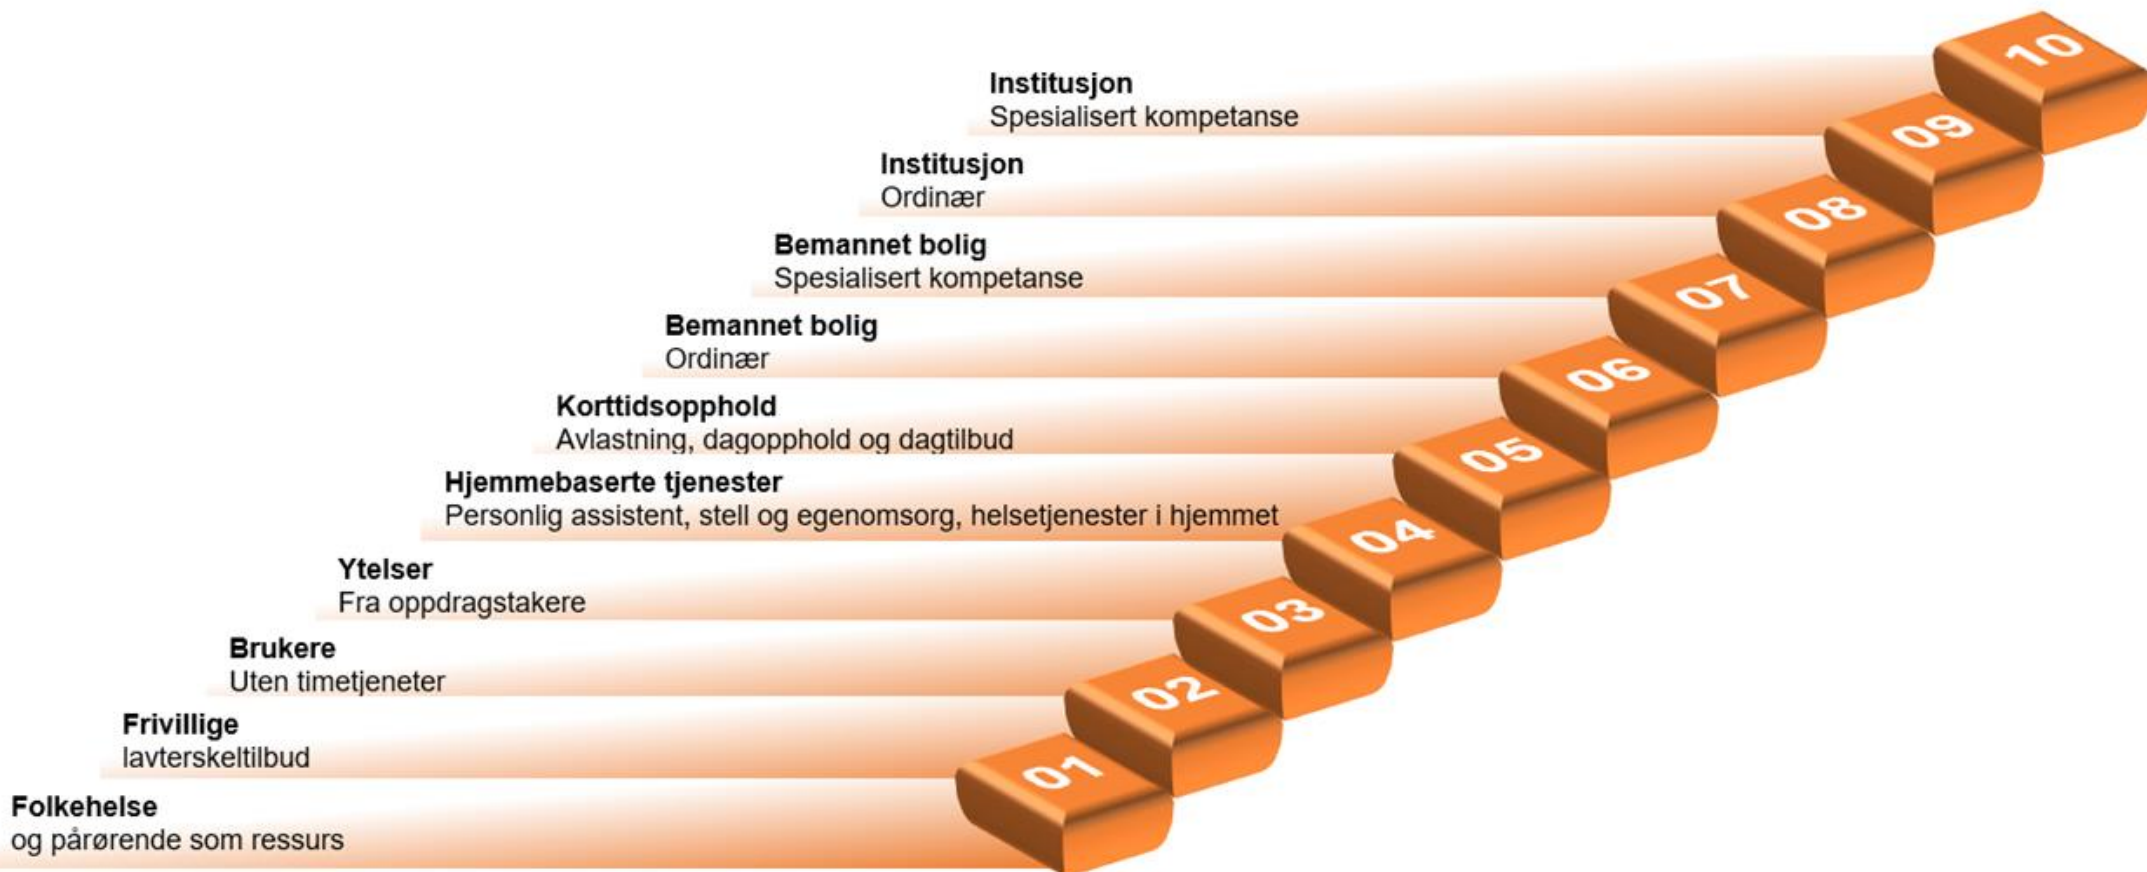 10
Institusjon
Spesialisert kompetanse
09
Institusjon
Ordinær
08
Bemannet bolig
Spesialisert kompetanse
07
Bemannet bolig
Ordinær
06
Korttidsopphold
Avlastning, dagopphold og dagtilbud
05
Hjemmebaserte tjenester
Personlig assistent, stell og egenomsorg, helsetjenester i hjemmet
04
Ytelser
Fra oppdragstakere
03
Brukere
Uten timetjeneter
02
Frivillige
lavterskeltilbud
01
Folkehelse
og pårørende som ressurs